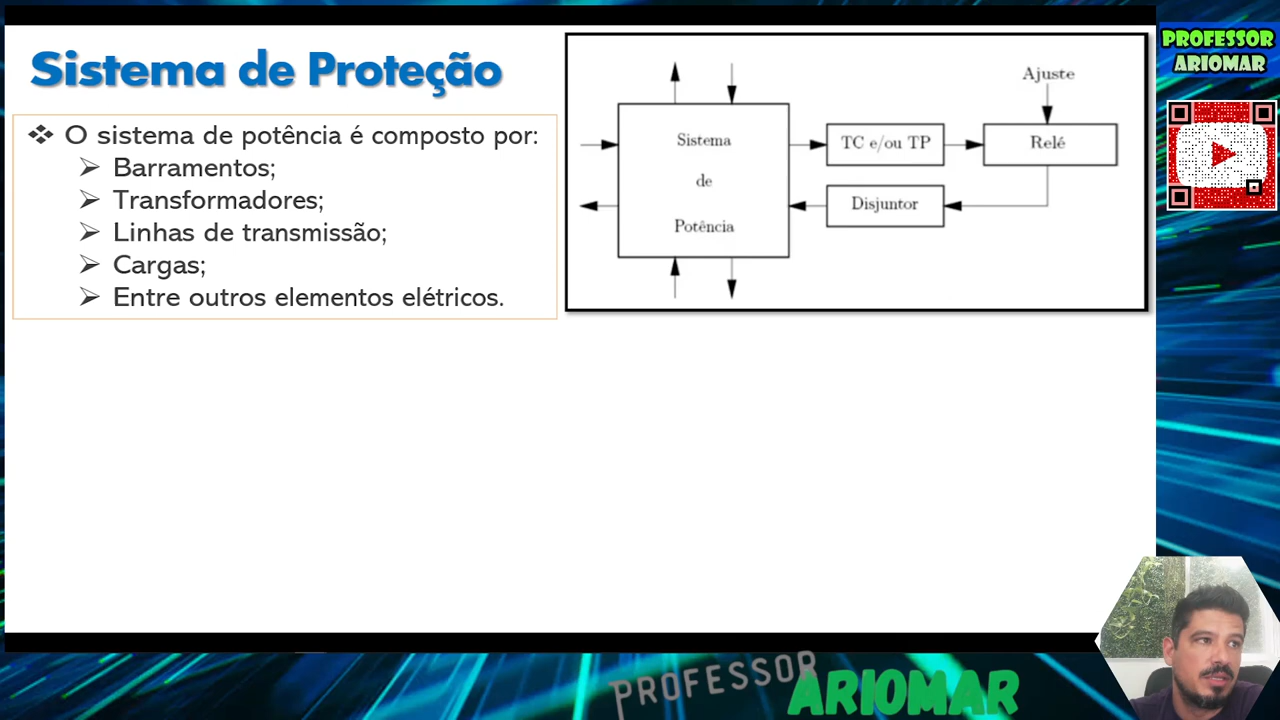 Sistema de Proteção
❖ O sistema de potência é composto por:
➢ Barramentos;
➢ Transformadores;
➢ Linhas de transmissão;
➢ Cargas;
➢ Entre outros elementos elétricos.
Ajuste
Sistema
de
Potência
TC e/ou TP
Relé
Disjuntor
PROFESSOR
ARIOMAR
PROFESSOR
ARIOMAR